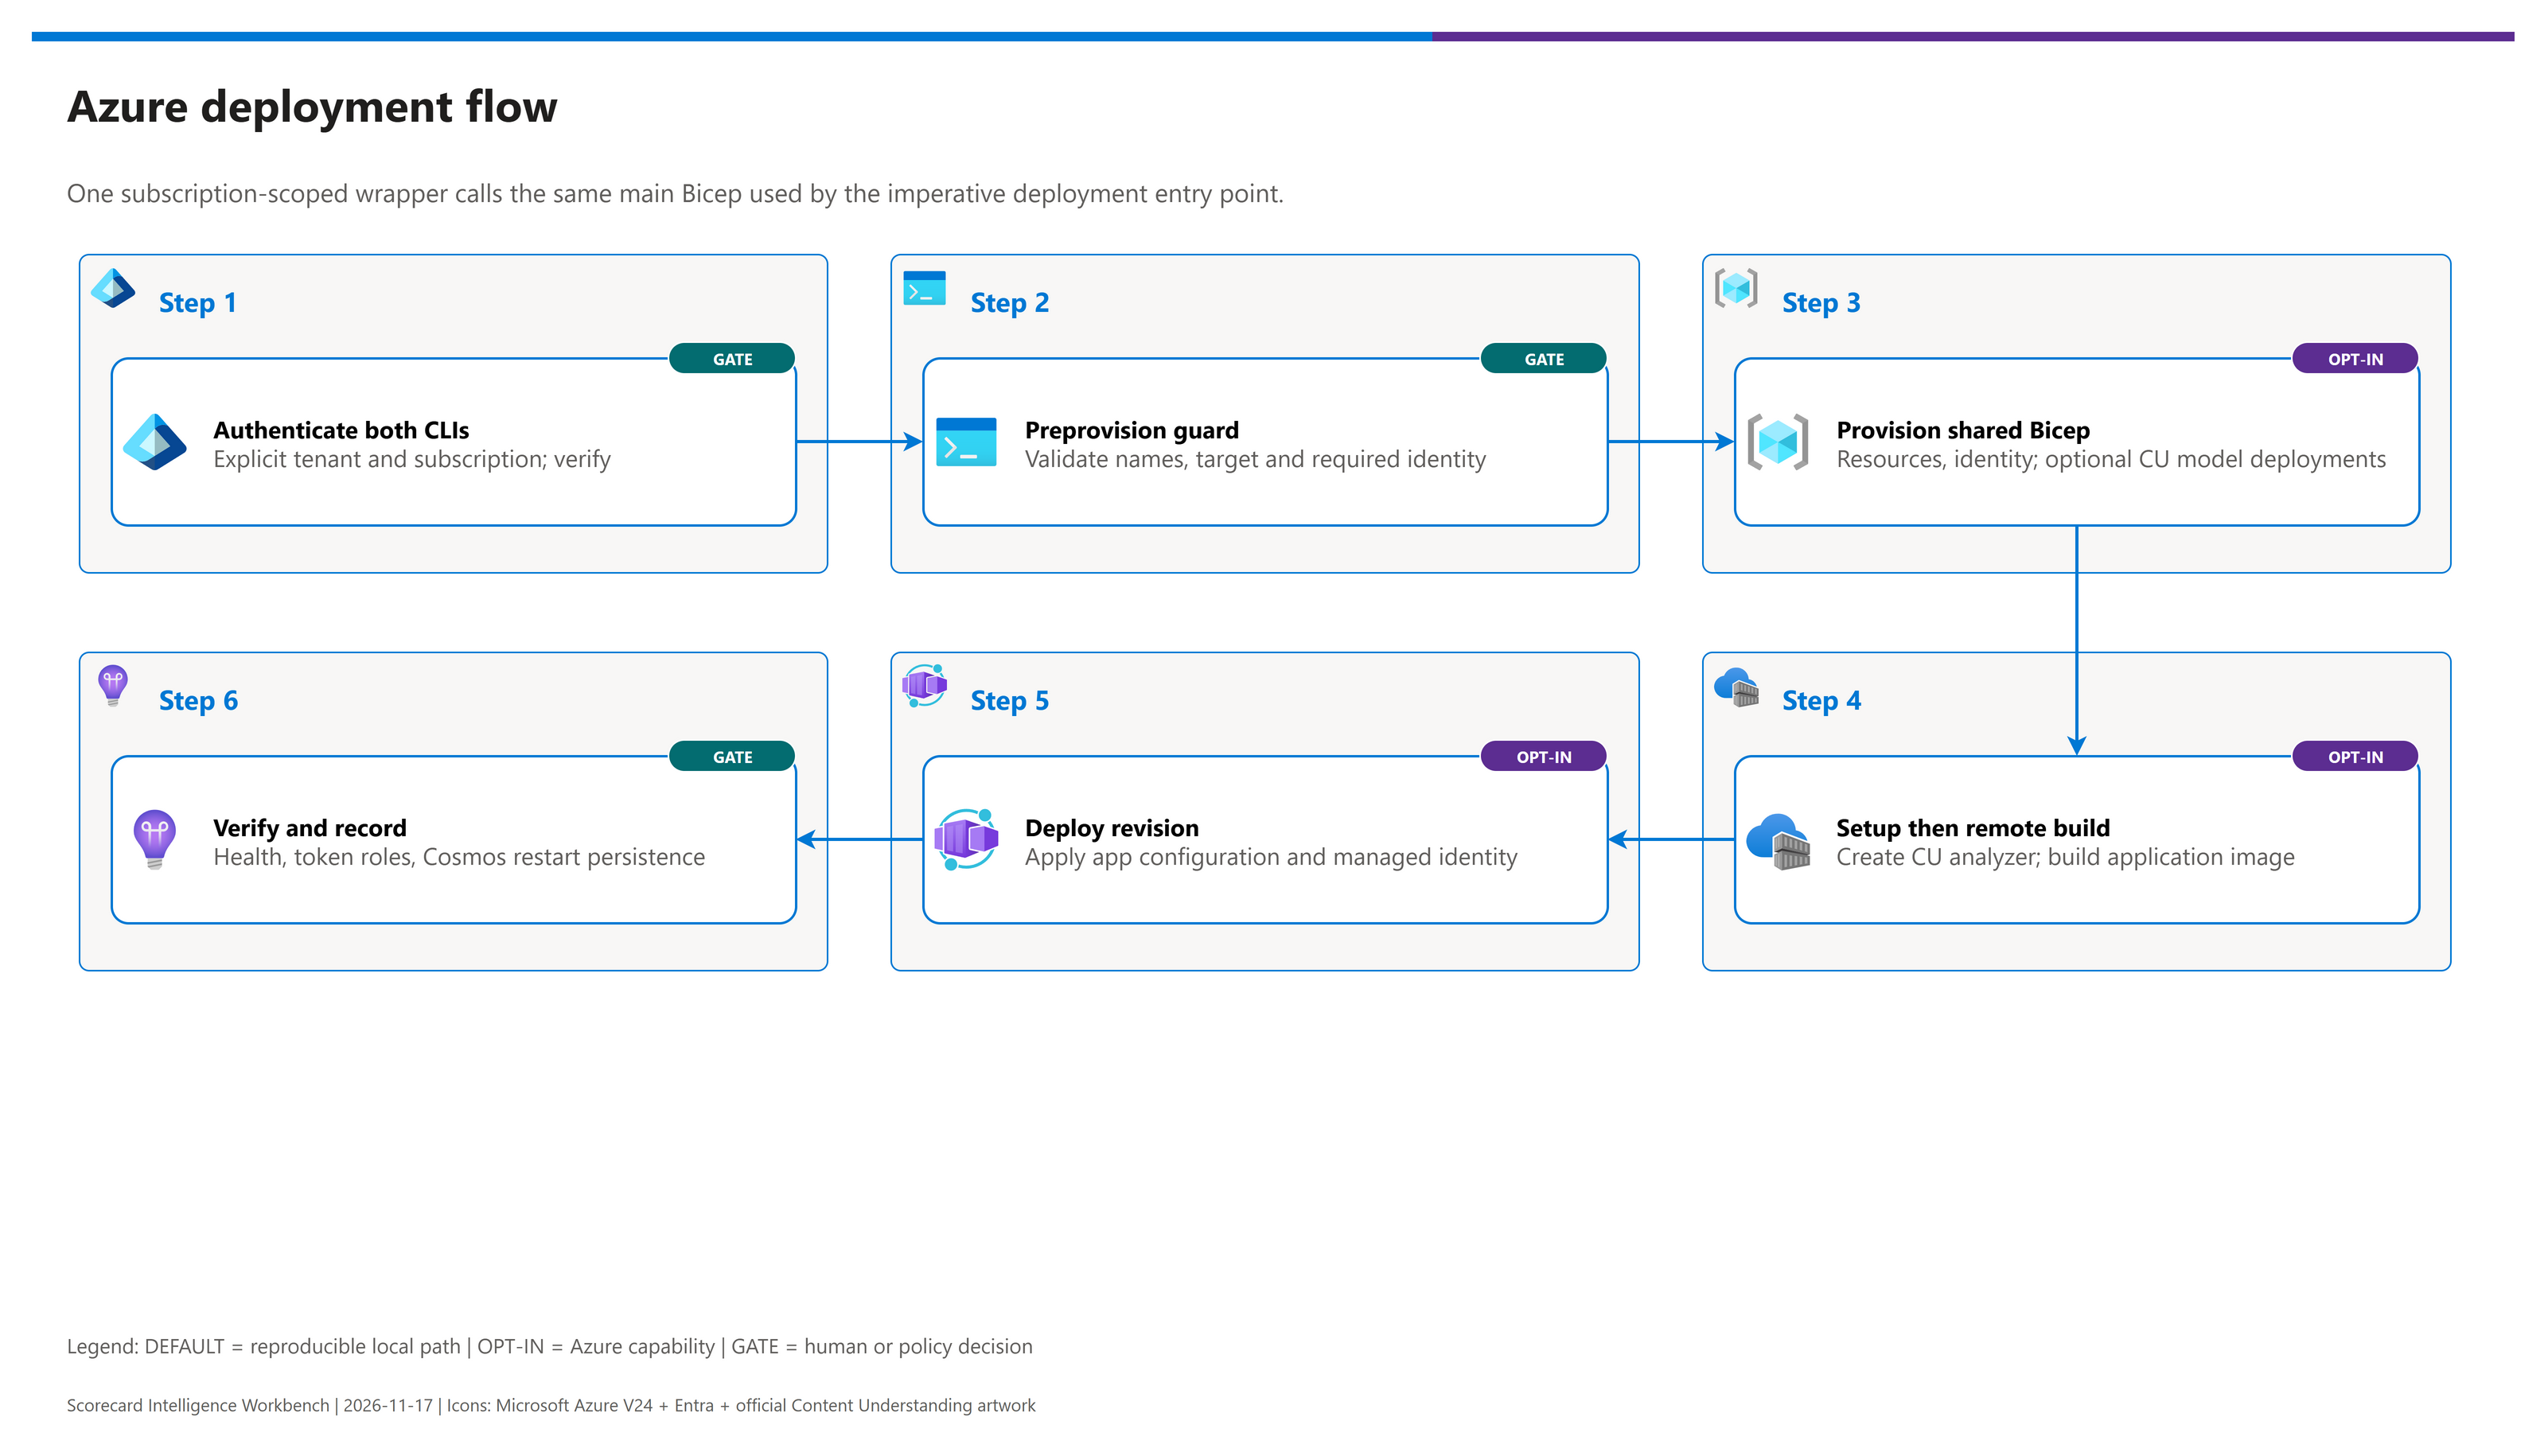 Azure deployment flow
One subscription-scoped wrapper calls the same main Bicep used by the imperative deployment entry point.
Step 1
GATE
Authenticate both CLIs
Explicit tenant and subscription; verify
Step 2
GATE
Preprovision guard
Validate names, target and required identity
Step 3
OPT-IN
Provision shared Bicep
Resources, identity; optional CU model deployments
Step 6
GATE
Verify and record
Health, token roles, Cosmos restart persistence
Step 5
OPT-IN
Deploy revision
Apply app configuration and managed identity
Step 4
OPT-IN
Setup then remote build
Create CU analyzer; build application image
Legend: DEFAULT = reproducible local path | OPT-IN = Azure capability | GATE = human or policy decision
Scorecard Intelligence Workbench | 2026-11-17 | Icons: Microsoft Azure V24 + Entra + official Content Understanding artwork